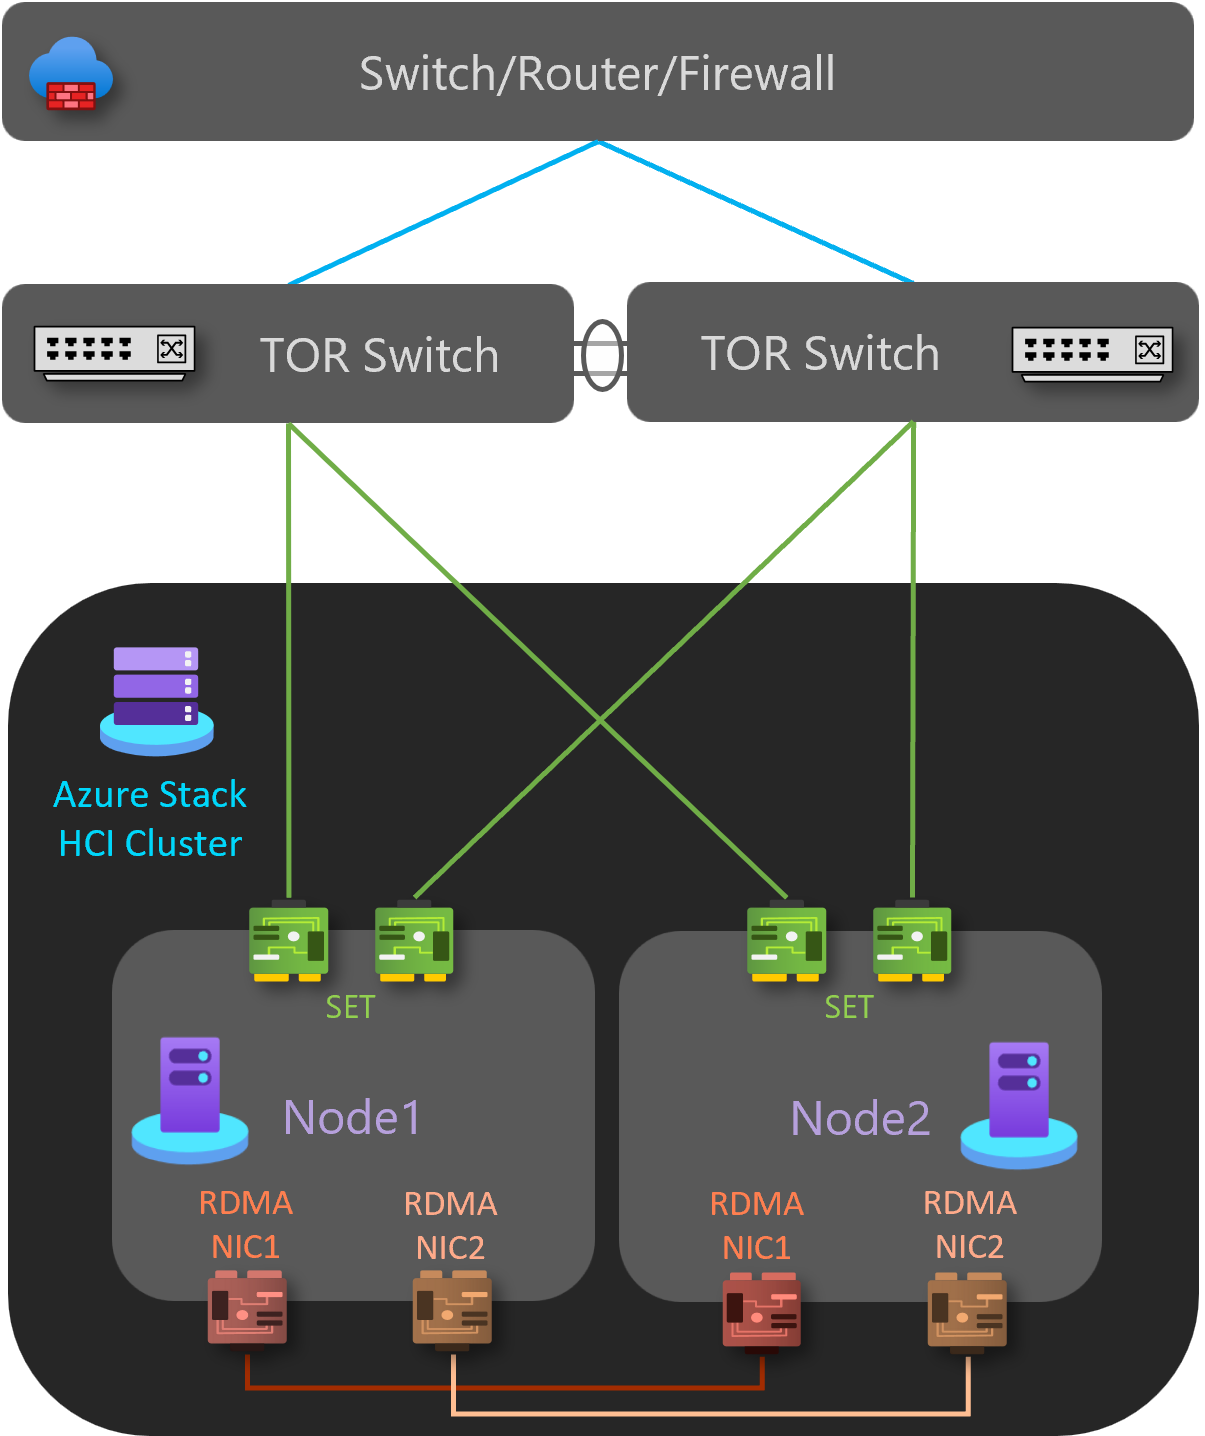 Switch/Router/Firewall
TOR Switch
TOR Switch
Azure Stack
HCI Cluster
SET
SET
Node1
Node2
RDMA
NIC1
RDMA
NIC2
RDMA
NIC1
RDMA
NIC2